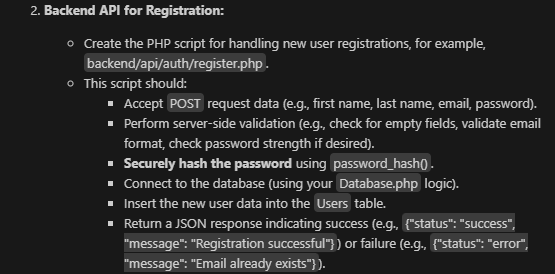 2. Backend API for Registration:
○ Create the PHP script for handling new user registrations, for example,
backend/api/auth/register.php.
○ This script should:
■ Accept POST request data (e.g., first name, last name, email, password).
■ Perform server-side validation (e.g., check for empty fields, validate email
format, check password strength if desired).
■ Securely hash the password using password_hash().
■ Connect to the database (using your Database.php logic).
■ Insert the new user data into the Users table.
■ Return a JSON response indicating success (e.g., {"status": "success",
"message": "Registration successful"}) or failure (e.g., {"status": "error",
"message": "Email already exists"}).